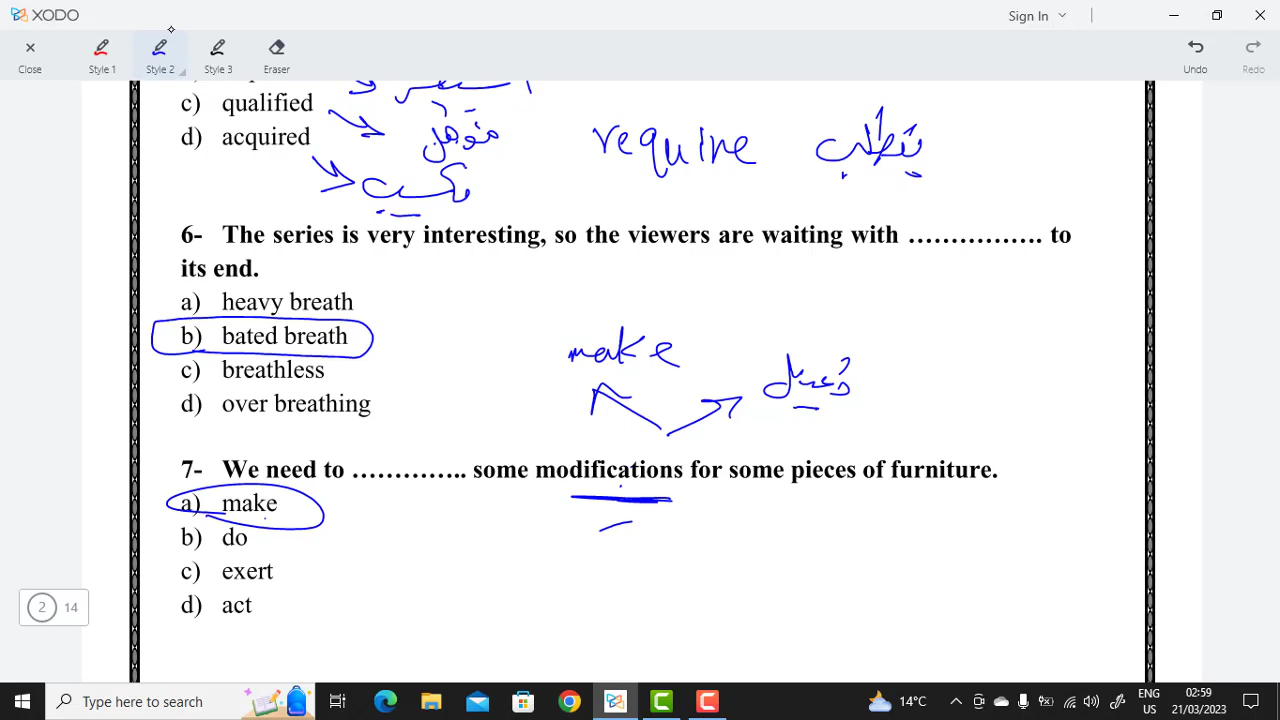 XODO
Sign In
Close
Style 1
Style 2
Style 3
Eraser
Undo
Redo
c) qualified
d) acquired
مؤهل
require يتطلب
يكتسب
6- The series is very interesting, so the viewers are waiting with ………………. to
its end.
a) heavy breath
b) bated breath
c) breathless
d) over breathing
make
تعديل
7- We need to ………….. some modifications for some pieces of furniture.
a) make
b) do
c) exert
d) act
2 14
Type here to search
14°C
ENG
US
02:59
21/03/2023